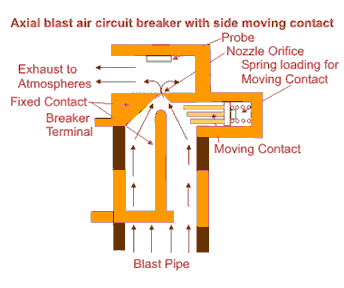 Axial blast air circuit breaker with side moving contact
Probe
Nozzle Orifice
Spring loading for
Moving Contact
Exhaust to
Atmospheres
Fixed Contact
Breaker
Terminal
Moving Contact
Blast Pipe